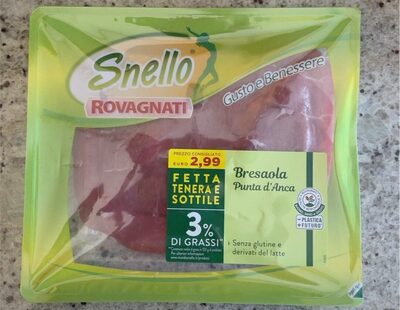 Snello
ROVAGNATI
Gusto e Benessere
PREZZO CONSIGLIATO
EURO 2,99
FETTA
TENERA E
SOTTILE
3%
DI GRASSI*
Bresaola
Punta d'Anca
- PLASTICA
+ FUTURO
• Senza glutine e
derivati del latte